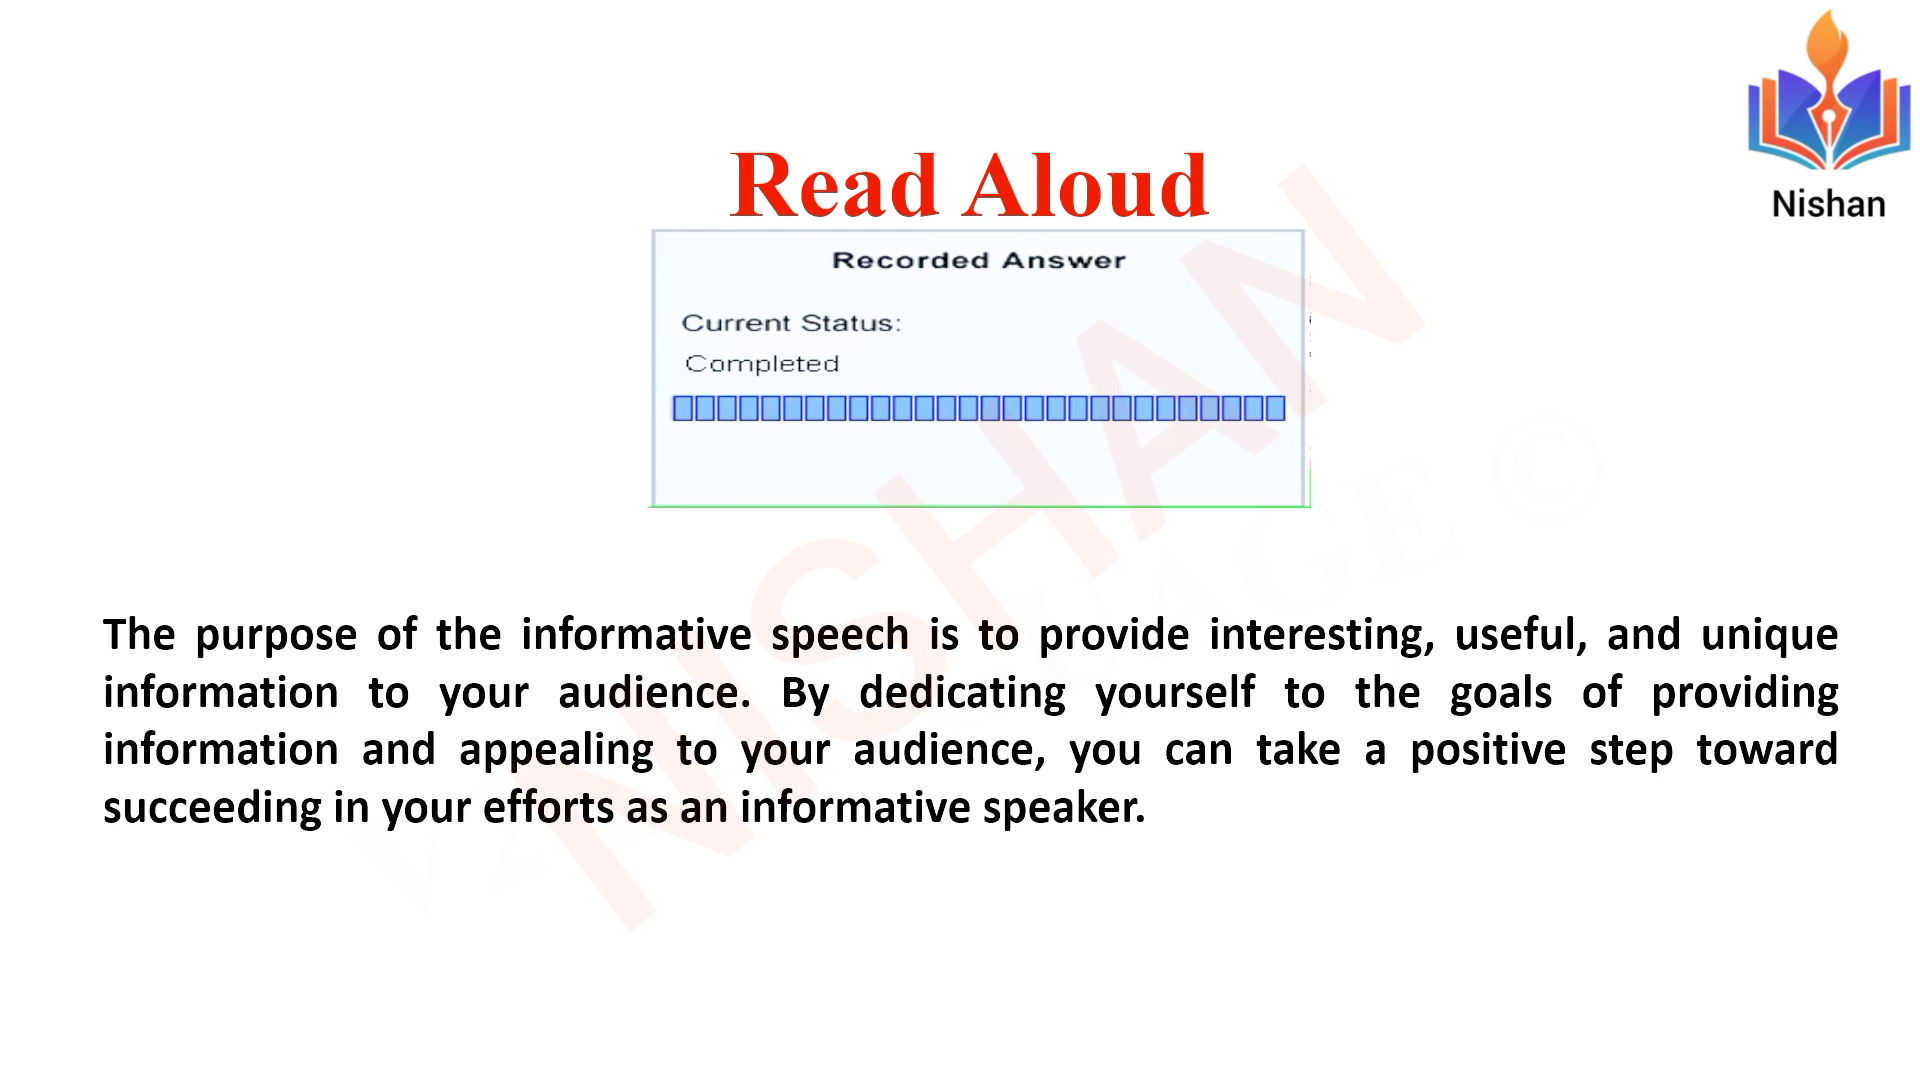 Nishan
Read Aloud
Recorded Answer
Current Status:
Completed
The purpose of the informative speech is to provide interesting, useful, and unique
information to your audience. By dedicating yourself to the goals of providing
information and appealing to your audience, you can take a positive step toward
succeeding in your efforts as an informative speaker.
NISHAN